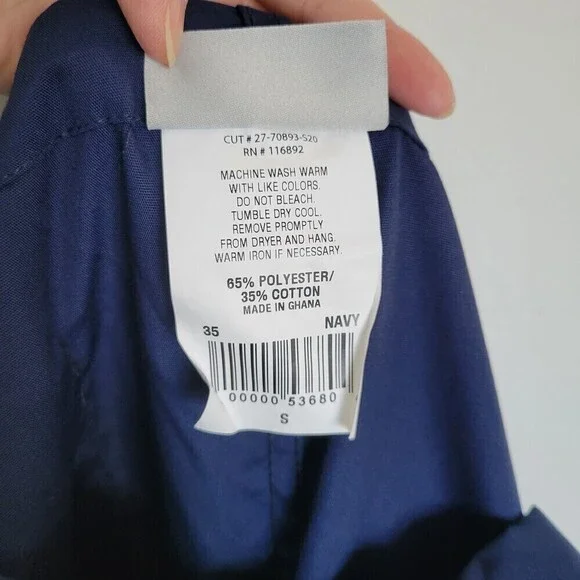 CUT # 27-70893-S20
RN # 116892
MACHINE WASH WARM
WITH LIKE COLORS.
DO NOT BLEACH.
TUMBLE DRY COOL.
REMOVE PROMPTLY
FROM DRYER AND HANG.
WARM IRON IF NECESSARY.
65% POLYESTER/
35% COTTON
MADE IN GHANA
35 NAVY
00000 53680
S